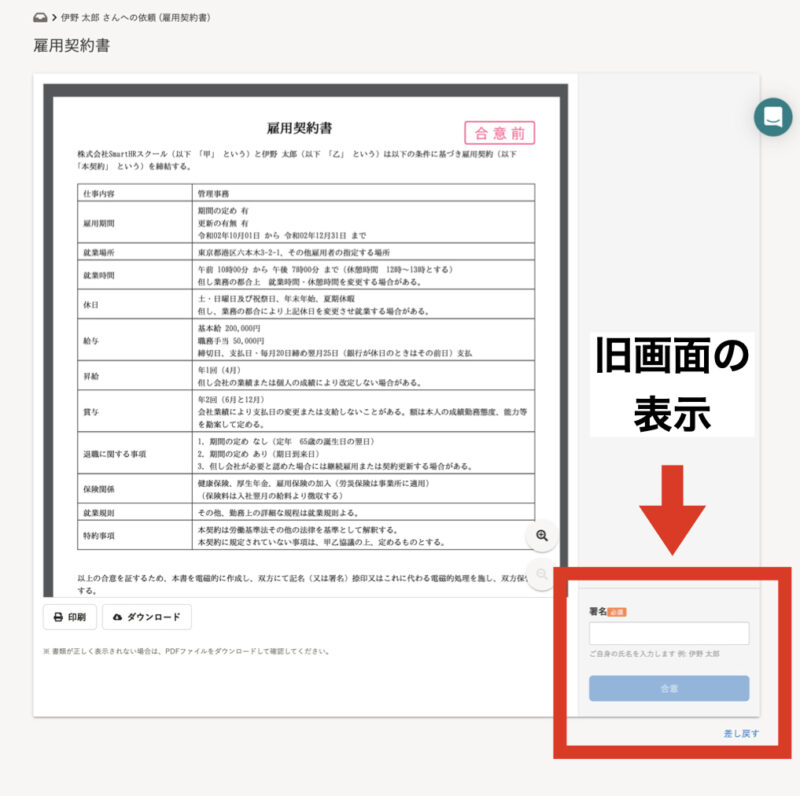 伊野 太郎 さんへの依頼 (雇用契約書)
雇用契約書
雇用契約書
合意前
株式会社SmartHRスクール（以下 「甲」 という）と伊野 太郎（以下 「乙」 という）は以下の条件に基づき雇用契約（以下
「本契約」 という）を締結する。
仕事内容 管理事務
雇用期間
期間の定め 有
更新の有無 有
令和02年10月01日 から 令和02年12月31日 まで
就業場所 東京都港区六本木3-2-1、その他雇用者の指定する場所
就業時間
午前 10時00分 から 午後 7時00分 まで（休憩時間 12時～13時とする）
但し業務の都合上 就業時間・休憩時間を変更する場合がある。
休日
土・日曜日及び祝祭日、年末年始、夏期休暇
但し、業務の都合により上記休日を変更させ就業する場合がある。
給与
基本給 200,000円
職務手当 50,000円
締切日、支払日・毎月20日締め翌月25日（銀行が休日のときはその前日）支払
昇給
年1回（4月）
但し会社の業績または個人の成績により改定しない場合がある。
賞与
年2回（6月と12月）
会社業績により支払日の変更または支給しないことがある。額は本人の成績勤務態度、能力等
を勘案して定める。
退職に関する事項
1. 期間の定め なし（定年 65歳の誕生日の翌日）
2. 期間の定め あり（期日到来日）
3. 但し会社が必要と認めた場合には継続雇用または契約更新する場合がある。
保険関係
健康保険、厚生年金、雇用保険の加入（労災保険は事業所に適用）
（保険料は入社翌月の給料より徴収する）
就業規則 その他、勤務上の詳細な規程は就業規則よる。
特約事項
本契約は労働基準法その他の法律を基準として解釈する。
本契約に規定されていない事項は、甲乙協議の上、定めるものとする。
以上の合意を証するため、本書を電磁的に作成し、双方にて記名（又は署名）捺印又はこれに代わる電磁的処理を施し、双方保
する。
印刷 ダウンロード
※ 書類が正しく表示されない場合は、PDFファイルをダウンロードして確認してください。
旧画面の
表示
署名 必須
ご自身の氏名を入力します 例: 伊野 太郎
合意
差し戻す